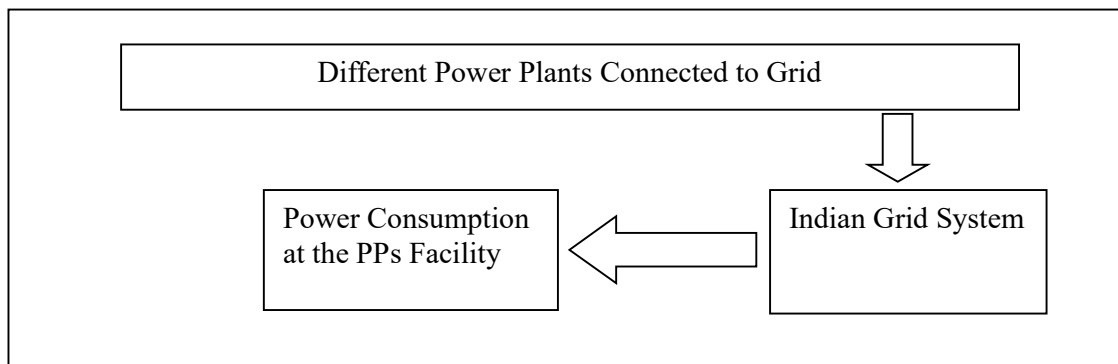 Different Power Plants Connected to Grid
Power Consumption
at the PPs Facility
Indian Grid System